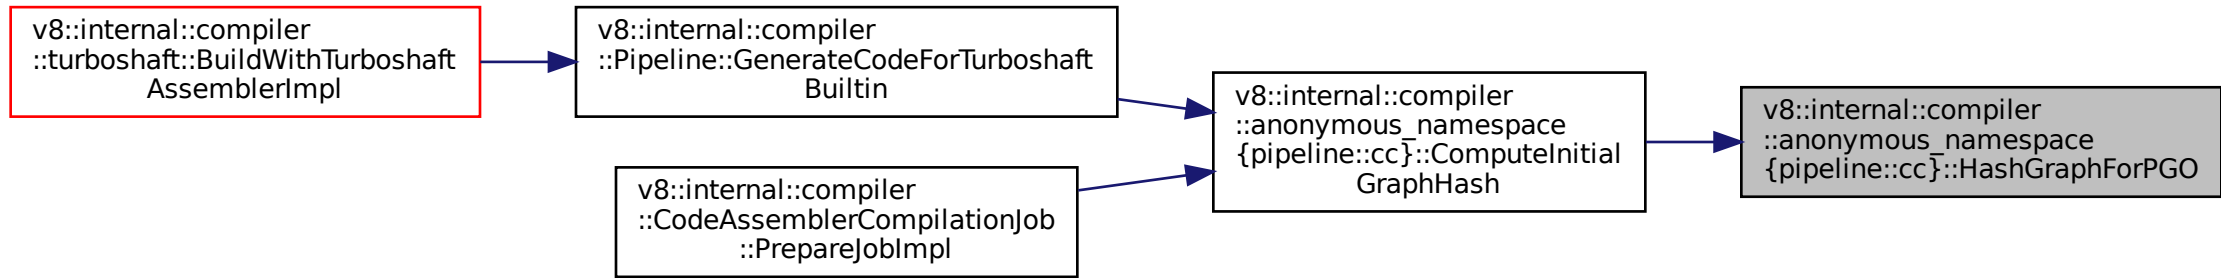 v8::internal::compiler
::turboshaft::BuildWithTurboshaft
AssemblerImpl
v8::internal::compiler
::Pipeline::GenerateCodeForTurboshaft
Builtin
v8::internal::compiler
::CodeAssemblerCompilationJob
::PrepareJobImpl
v8::internal::compiler
::anonymous_namespace
{pipeline::cc}::ComputeInitial
GraphHash
v8::internal::compiler
::anonymous_namespace
{pipeline::cc}::HashGraphForPGO